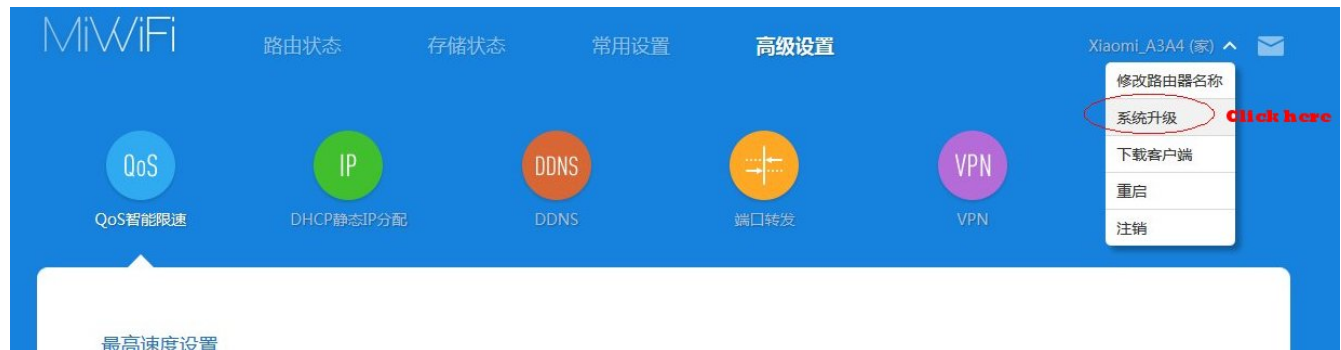 MiWiFi
路由状态
存储状态
常用设置
高级设置
Xiaomi_A3A4 (家)
修改路由器名称
系统升级
Click here
下载客户端
重启
注销
QoS
IP
DDNS
VPN
QoS智能限速
DHCP静态IP分配
DDNS
端口转发
VPN
最高速度设置